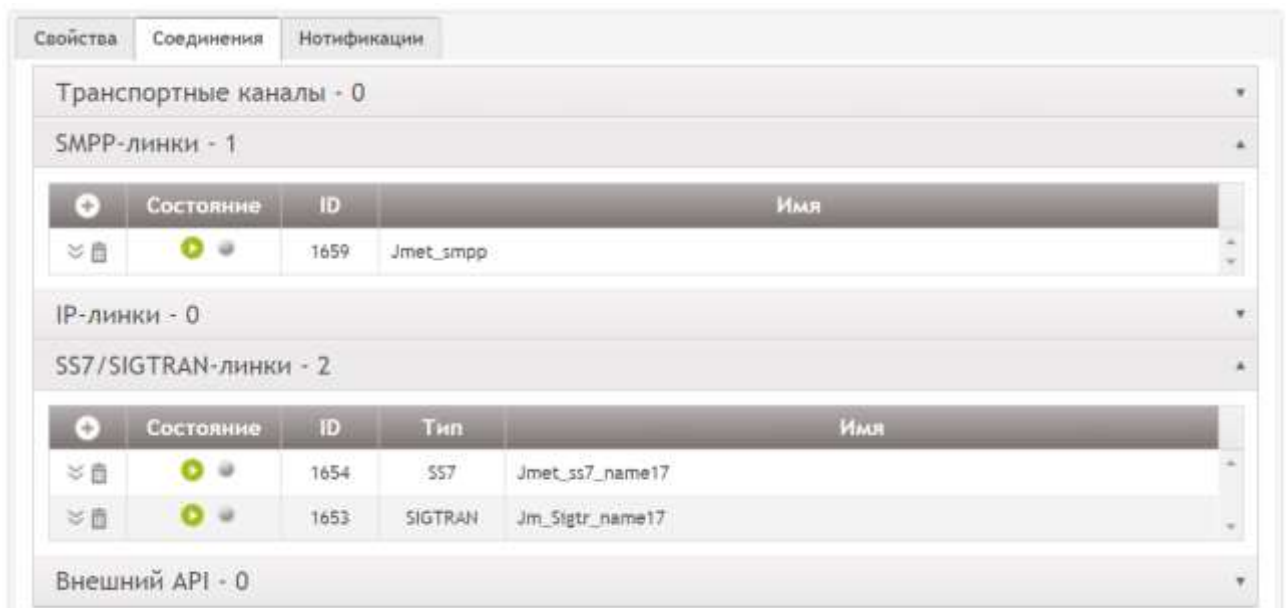 Свойства Соединения Нотификации
Транспортные каналы - 0
SMPP-линки - 1
Состояние ID Имя
1659 Jmet_smpp
IP-линки - 0
SS7/SIGTRAN-линки - 2
Состояние ID Тип Имя
1654 SS7 Jmet_ss7_name17
1653 SIGTRAN Jm_Sigtr_name17
Внешний API - 0